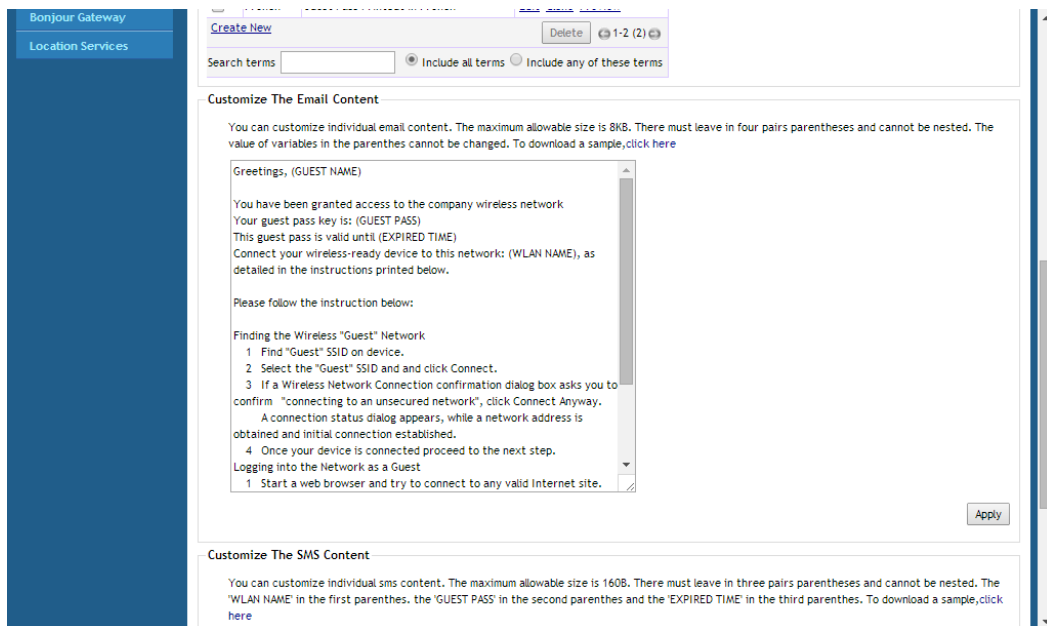 Bonjour Gateway
Location Services
Create New
Delete
1-2 (2)
Search terms
Include all terms
Include any of these terms
Customize The Email Content
You can customize individual email content. The maximum allowable size is 8KB. There must leave in four pairs parentheses and cannot be nested. The
value of variables in the parenthes cannot be changed. To download a sample,click here
Greetings, (GUEST NAME)
You have been granted access to the company wireless network
Your guest pass key is: (GUEST PASS)
This guest pass is valid until (EXPIRED TIME)
Connect your wireless-ready device to this network: (WLAN NAME), as
detailed in the instructions printed below.
Please follow the instruction below:
Finding the Wireless "Guest" Network
1 Find "Guest" SSID on device.
2 Select the "Guest" SSID and and click Connect.
3 If a Wireless Network Connection confirmation dialog box asks you to
confirm "connecting to an unsecured network", click Connect Anyway.
A connection status dialog appears, while a network address is
obtained and initial connection established.
4 Once your device is connected proceed to the next step.
Logging into the Network as a Guest
1 Start a web browser and try to connect to any valid Internet site.
Apply
Customize The SMS Content
You can customize individual sms content. The maximum allowable size is 160B. There must leave in three pairs parentheses and cannot be nested. The
'WLAN NAME' in the first parenthes. the 'GUEST PASS' in the second parenthes and the 'EXPIRED TIME' in the third parenthes. To download a sample,click
here